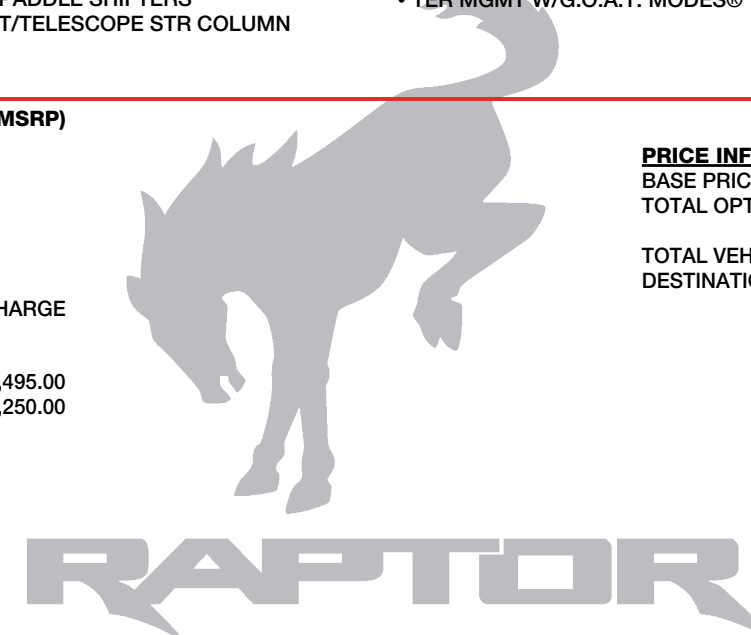 PADDLE SHIFTERS
T/TELESCOPE STR COLUMN
• TER MGMT W/G.O.A.T. MODES®
MSRP)
HARGE
,495.00
,250.00
PRICE INF
BASE PRIC
TOTAL OPT
TOTAL VEH
DESTINATI
RAPTOR